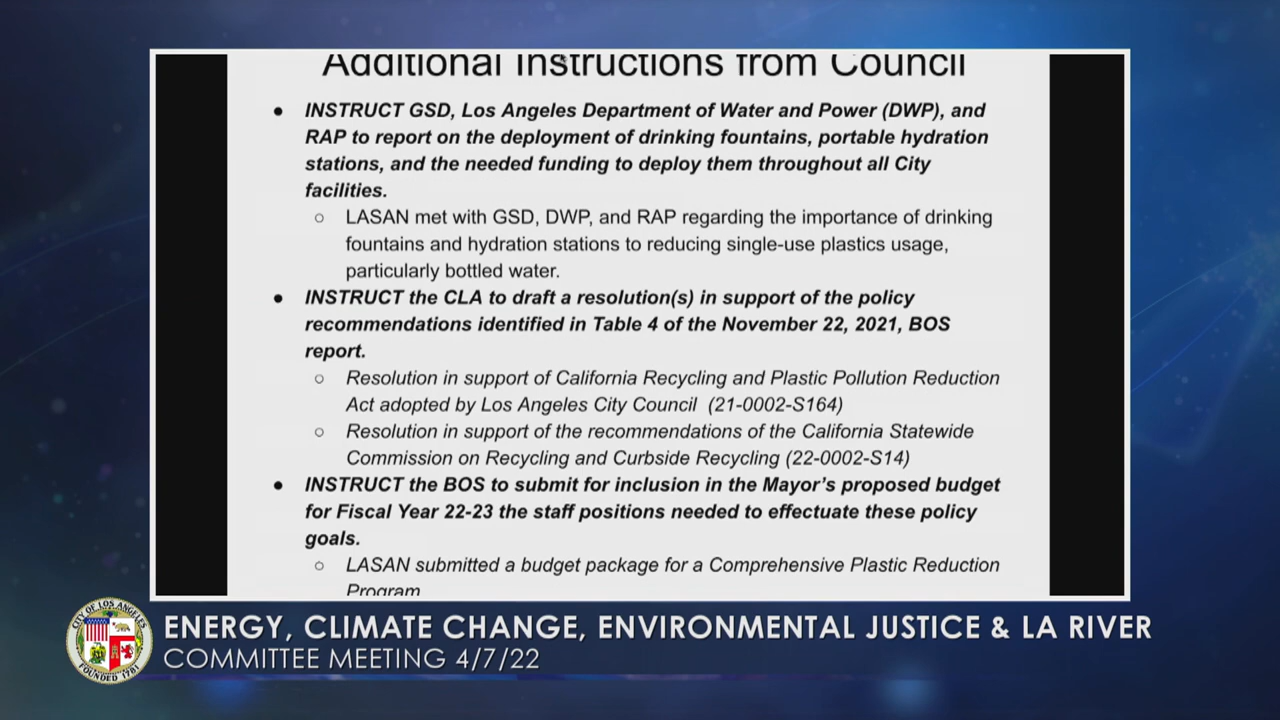 Additional Instructions from Council
● INSTRUCT GSD, Los Angeles Department of Water and Power (DWP), and
RAP to report on the deployment of drinking fountains, portable hydration
stations, and the needed funding to deploy them throughout all City
facilities.
○ LASAN met with GSD, DWP, and RAP regarding the importance of drinking
fountains and hydration stations to reducing single-use plastics usage,
particularly bottled water.
● INSTRUCT the CLA to draft a resolution(s) in support of the policy
recommendations identified in Table 4 of the November 22, 2021, BOS
report.
○ Resolution in support of California Recycling and Plastic Pollution Reduction
Act adopted by Los Angeles City Council (21-0002-S164)
○ Resolution in support of the recommendations of the California Statewide
Commission on Recycling and Curbside Recycling (22-0002-S14)
● INSTRUCT the BOS to submit for inclusion in the Mayor's proposed budget
for Fiscal Year 22-23 the staff positions needed to effectuate these policy
goals.
○ LASAN submitted a budget package for a Comprehensive Plastic Reduction
Program
CITY OF LOS ANGELES
FOUNDED 1781
ENERGY, CLIMATE CHANGE, ENVIRONMENTAL JUSTICE & LA RIVER
COMMITTEE MEETING 4/7/22